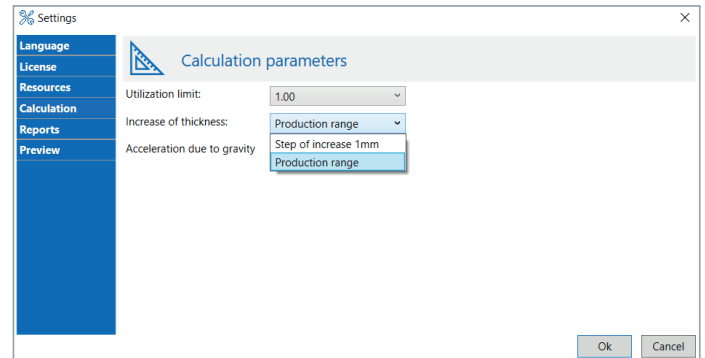 Settings
Language
License
Resources
Calculation
Reports
Preview
Calculation parameters
Utilization limit:
1.00
Increase of thickness:
Production range
Step of increase 1mm
Production range
Acceleration due to gravity
Ok
Cancel